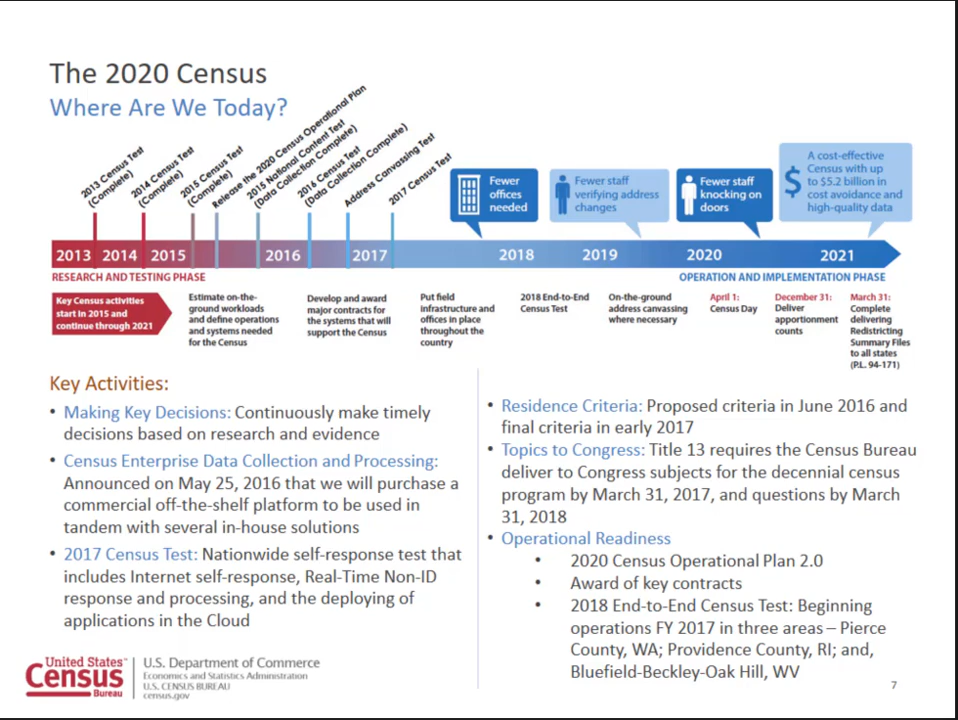 The 2020 Census
Where Are We Today?
2013 Census Test
(Complete)
2014 Census Test
(Complete)
2015 Census Test
(Complete)
Release the 2020 Census Operational Plan
2015 National Content Test
(Data Collection Complete)
2016 Census Test
(Data Collection Complete)
Address Canvassing Test
2017 Census Test
Fewer
offices
needed
Fewer staff
verifying address
changes
Fewer staff
knocking on
doors
$
A cost-effective
Census with up
to $5.2 billion in
cost avoidance and
high-quality data
2013 2014 2015 2016 2017 2018 2019 2020 2021
RESEARCH AND TESTING PHASE
OPERATION AND IMPLEMENTATION PHASE
Key Census activities
start in 2015 and
continue through 2021
Estimate on-the-
ground workloads
and define operations
and systems needed
for the Census
Develop and award
major contracts for
the systems that will
support the Census
Put field
infrastructure and
offices in place
throughout the
country
2018 End-to-End
Census Test
On-the-ground
address canvassing
where necessary
April 1:
Census Day
December 31:
Deliver
apportionment
counts
March 31:
Complete
delivering
Redistricting
Summary Files
to all states
(P.L. 94-171)
Key Activities:
• Making Key Decisions: Continuously make timely
decisions based on research and evidence
• Census Enterprise Data Collection and Processing:
Announced on May 25, 2016 that we will purchase a
commercial off-the-shelf platform to be used in
tandem with several in-house solutions
• 2017 Census Test: Nationwide self-response test that
includes Internet self-response, Real-Time Non-ID
response and processing, and the deploying of
applications in the Cloud
• Residence Criteria: Proposed criteria in June 2016 and
final criteria in early 2017
• Topics to Congress: Title 13 requires the Census Bureau
deliver to Congress subjects for the decennial census
program by March 31, 2017, and questions by March
31, 2018
• Operational Readiness
• 2020 Census Operational Plan 2.0
• Award of key contracts
• 2018 End-to-End Census Test: Beginning
operations FY 2017 in three areas – Pierce
County, WA; Providence County, RI; and,
Bluefield-Beckley-Oak Hill, WV
United States™
Census
Bureau
U.S. Department of Commerce
Economics and Statistics Administration
U.S. CENSUS BUREAU
census.gov
7